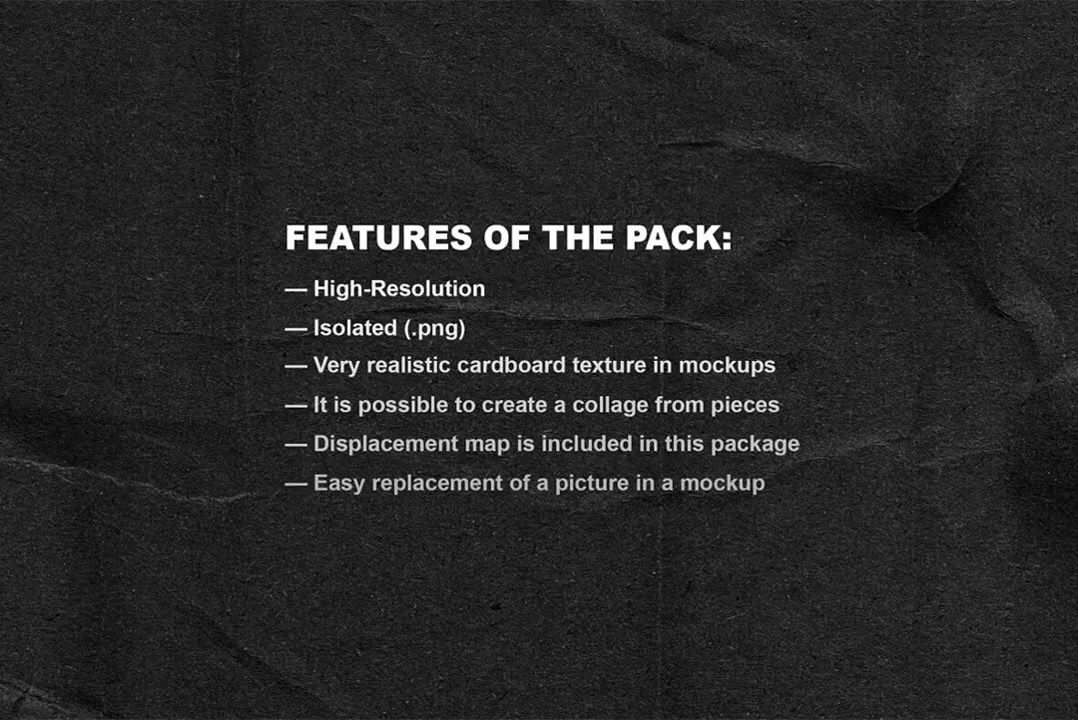 FEATURES OF THE PACK:
— High-Resolution
— Isolated (.png)
— Very realistic cardboard texture in mockups
— It is possible to create a collage from pieces
— Displacement map is included in this package
— Easy replacement of a picture in a mockup